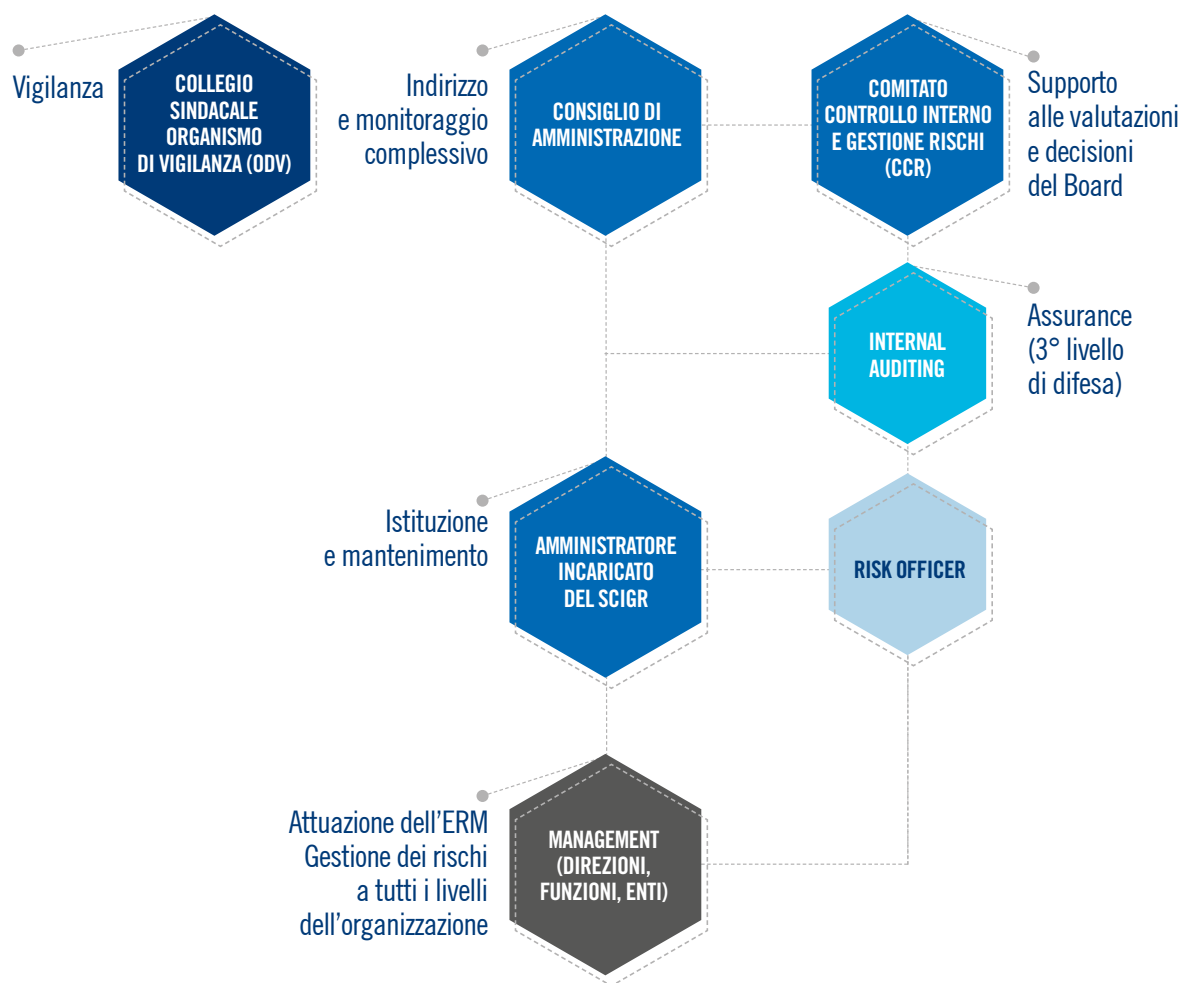 Vigilanza
COLLEGIO
SINDACALE
ORGANISMO
DI VIGILANZA (ODV)
Indirizzo
e monitoraggio
complessivo
CONSIGLIO DI
AMMINISTRAZIONE
COMITATO
CONTROLLO INTERNO
E GESTIONE RISCHI
(CCR)
Supporto
alle valutazioni
e decisioni
del Board
INTERNAL
AUDITING
Assurance
(3° livello
di difesa)
Istituzione
e mantenimento
AMMINISTRATORE
INCARICATO
DEL SCIGR
RISK OFFICER
Attuazione dell’ERM
Gestione dei rischi
a tutti i livelli
dell’organizzazione
MANAGEMENT
(DIREZIONI,
FUNZIONI, ENTI)